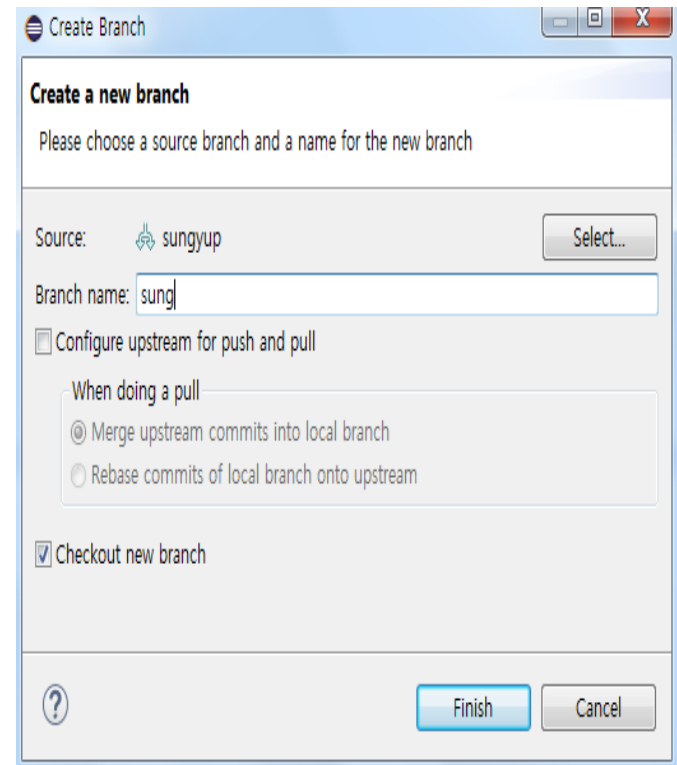 Create Branch
Create a new branch
Please choose a source branch and a name for the new branch
Source: sungyup Select...
Branch name: sung
Configure upstream for push and pull
When doing a pull
Merge upstream commits into local branch
Rebase commits of local branch onto upstream
Checkout new branch
Finish Cancel